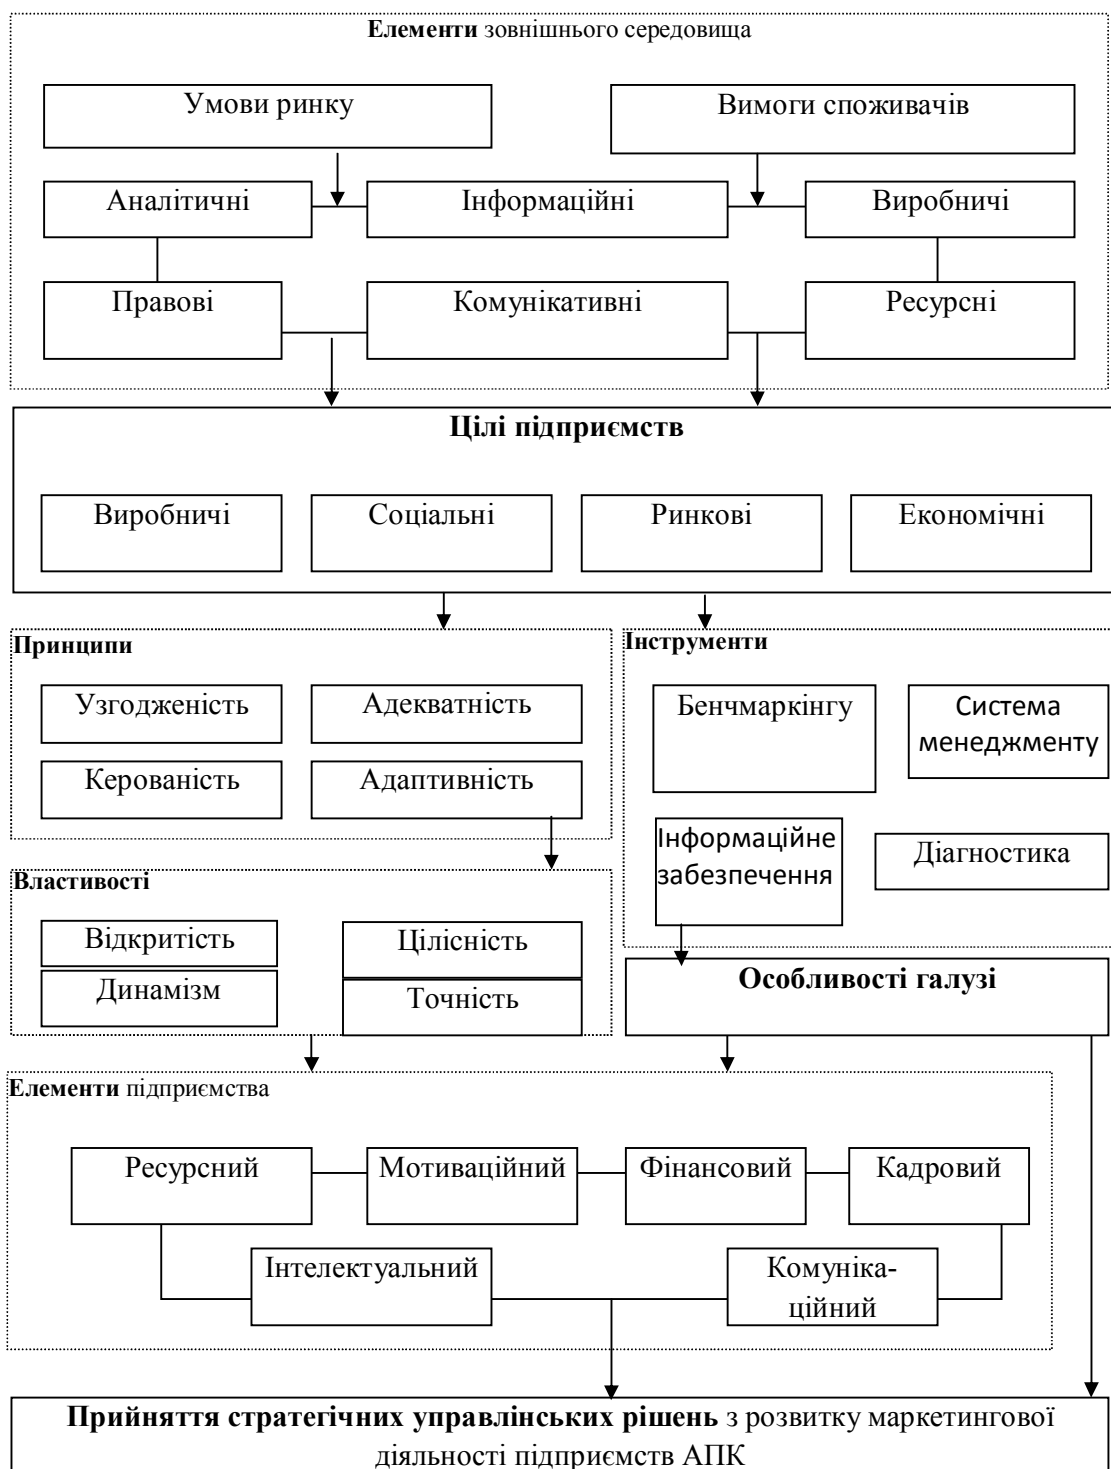 Елементи зовнішнього середовища
Умови ринку
Вимоги споживачів
Аналітичні
Інформаційні
Виробничі
Правові
Комунікативні
Ресурсні
Цілі підприємств
Виробничі
Соціальні
Ринкові
Економічні
Принципи
Узгодженість
Адекватність
Керованість
Адаптивність
Інструменти
Бенчмаркінгу
Система
менеджменту
Інформаційне
забезпечення
Діагностика
Властивості
Відкритість
Цілісність
Динамізм
Точність
Особливості галузі
Елементи підприємства
Ресурсний
Мотиваційний
Фінансовий
Кадровий
Інтелектуальний
Комуніка-
ційний
Прийняття стратегічних управлінських рішень з розвитку маркетингової
діяльності підприємств АПК